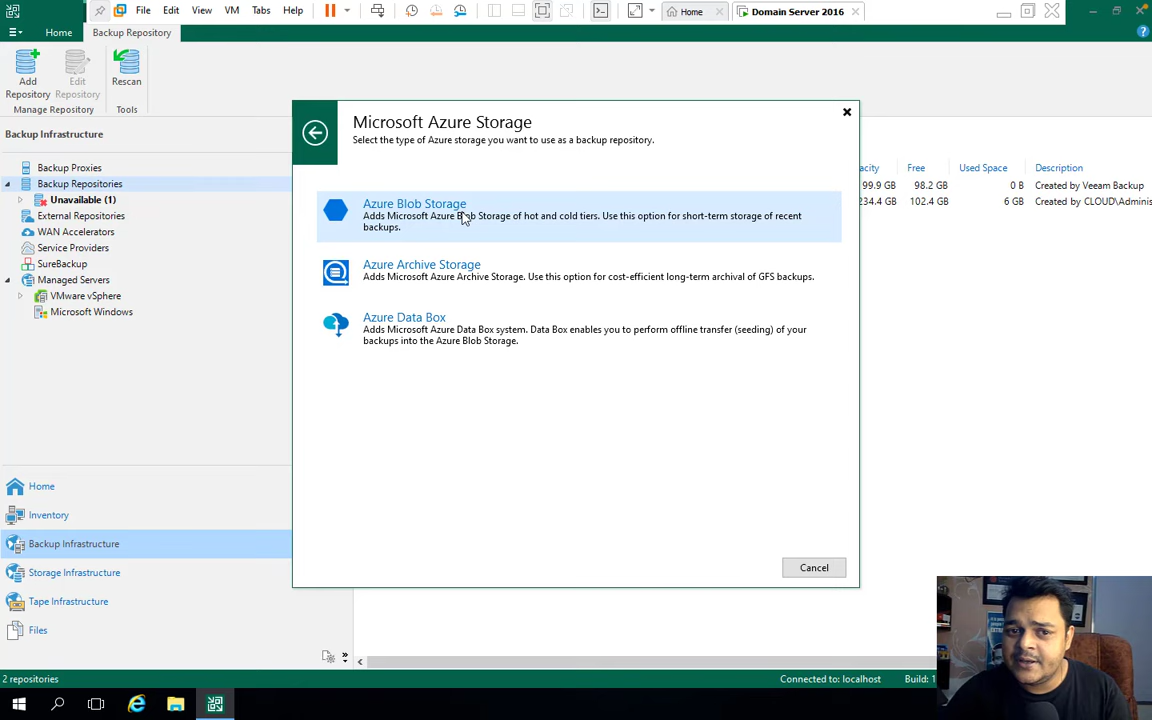 File Edit View VM Tabs Help Home Domain Server 2016
Home Backup Repository
Add Repository
Edit Repository
Rescan
Manage Repository Tools
Backup Infrastructure
Backup Proxies
Backup Repositories
Unavailable (1)
External Repositories
WAN Accelerators
Service Providers
SureBackup
Managed Servers
VMware vSphere
Microsoft Windows
Home
Inventory
Backup Infrastructure
Storage Infrastructure
Tape Infrastructure
Files
Microsoft Azure Storage
Select the type of Azure storage you want to use as a backup repository.
Azure Blob Storage
Adds Microsoft Azure Blob Storage of hot and cold tiers. Use this option for short-term storage of recent
backups.
Azure Archive Storage
Adds Microsoft Azure Archive Storage. Use this option for cost-efficient long-term archival of GFS backups.
Azure Data Box
Adds Microsoft Azure Data Box system. Data Box enables you to perform offline transfer (seeding) of your
backups into the Azure Blob Storage.
Cancel
acity Free Used Space Description
99.9 GB 98.2 GB 0 B Created by Veeam Backup
234.4 GB 102.4 GB 6 GB Created by CLOUD\Adminis
2 repositories Connected to: localhost Build: 1